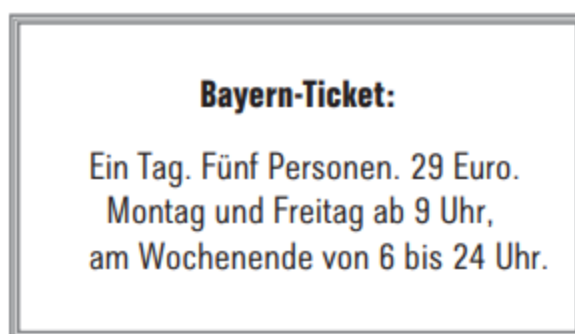 Bayern-Ticket:
Ein Tag. Fünf Personen. 29 Euro.
Montag und Freitag ab 9 Uhr,
am Wochenende von 6 bis 24 Uhr.